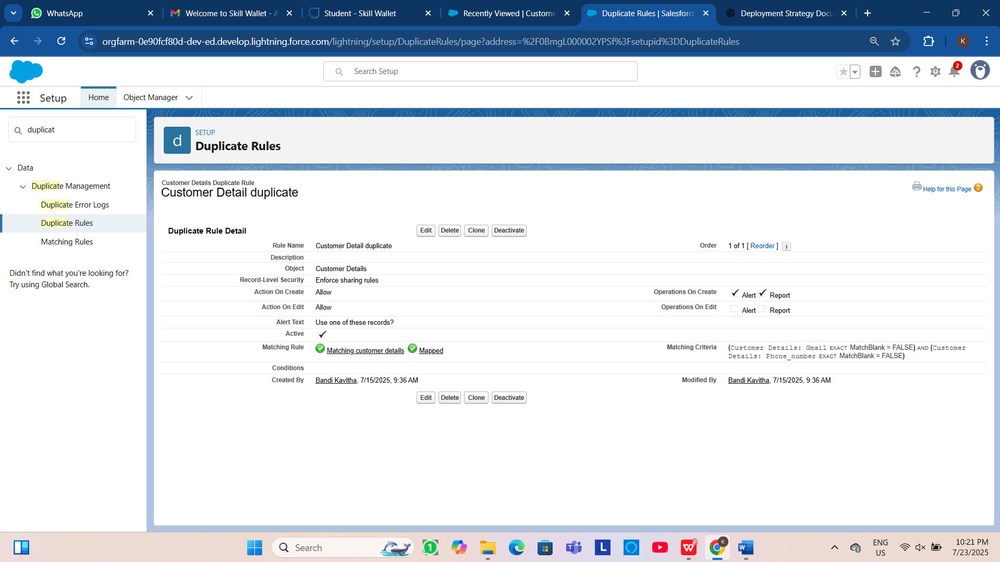 WhatsApp
Welcome to Skill Wallet - A
Student - Skill Wallet
Recently Viewed | Custome
Duplicate Rules | Salesforce
Deployment Strategy Docu
orgfarm-0e90fcf80d-dev-ed.develop.lightning.force.com/lightning/setup/DuplicateRules/page?address=%2F0BmgL000002YPSf%3Fsetupid%3DDuplicateRules
K
Search Setup
2
Setup
Home
Object Manager
duplicat
Data
Duplicate Management
Duplicate Error Logs
Duplicate Rules
Matching Rules
Didn't find what you're looking for?
Try using Global Search.
d
SETUP
Duplicate Rules
Customer Details Duplicate Rule
Customer Detail duplicate
Help for this Page ?
Duplicate Rule Detail
Edit Delete Clone Deactivate
Rule Name Customer Detail duplicate
Order 1 of 1 [ Reorder ] i
Description
Object Customer Details
Record-Level Security Enforce sharing rules
Action On Create Allow
Operations On Create Alert Report
Action On Edit Allow
Operations On Edit Alert Report
Alert Text Use one of these records?
Active
Matching Rule Matching customer details Mapped
Matching Criteria (Customer Details: Gmail EXACT MatchBlank = FALSE) AND (Customer
Details: Phone_number EXACT MatchBlank = FALSE)
Conditions
Created By Bandi Kavitha, 7/15/2025, 9:36 AM
Modified By Bandi Kavitha, 7/15/2025, 9:36 AM
Edit Delete Clone Deactivate
Search
1
L
W
K
W
ENG
US
10:21 PM
7/23/2025